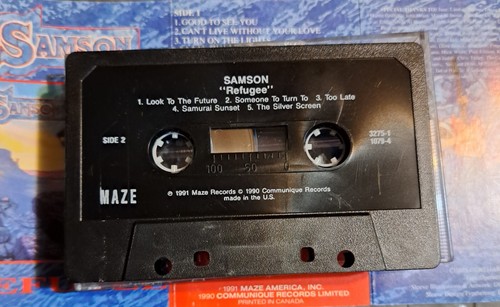 SAMSON
SIDE 1
1. GOOD TO SEE YOU
2. CAN'T LIVE WITHOUT YOUR LOVE
3. TURN ON THE LIGHTS
SAMSON
"Refugee"
1. Look To The Future 2. Someone To Turn To 3. Too Late
4. Samurai Sunset 5. The Silver Screen
SIDE 2
3275-1
1079-4
100 50 0
MAZE
℗ 1991 Maze Records © 1990 Communique Records
made in the U.S.
1991 MAZE AMERICA, INC.
1990 COMMUNIQUE RECORDS LIMITED
PRINTED IN CANADA